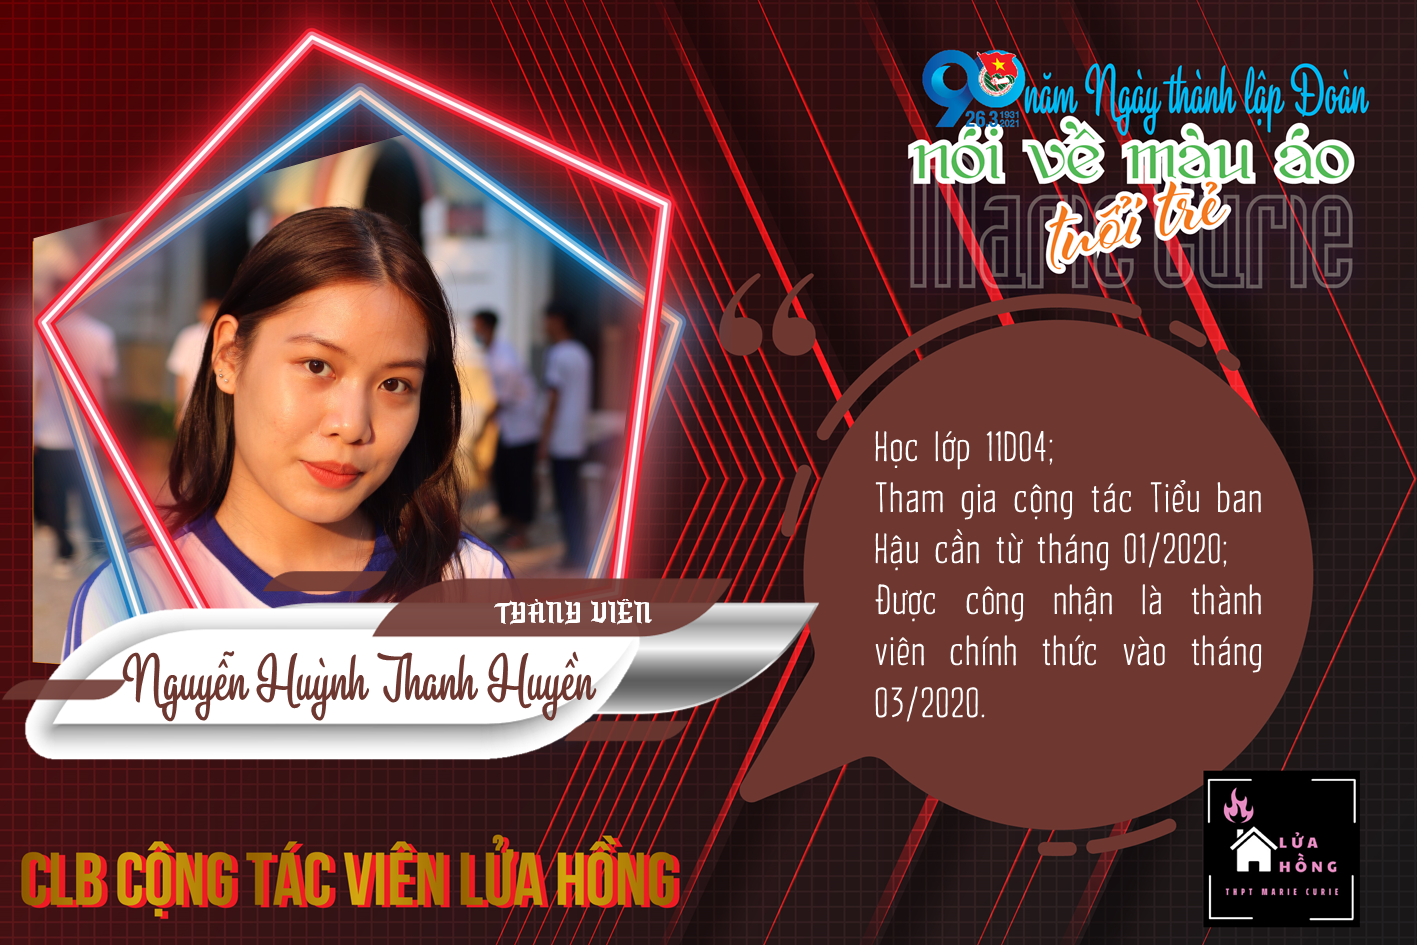 90 năm Ngày thành lập Đoàn
26.3 1931
2021
nói về màu áo
tuổi trẻ
Marie Curie
Học lớp 11D04;
Tham gia cộng tác Tiểu ban
Hậu cần từ tháng 01/2020;
Được công nhận là thành
viên chính thức vào tháng
03/2020.
THÀNH VIÊN
Nguyễn Huỳnh Thanh Huyền
CLB CỘNG TÁC VIÊN LỬA HỒNG
LỬA
HỒNG
THPT MARIE CURIE